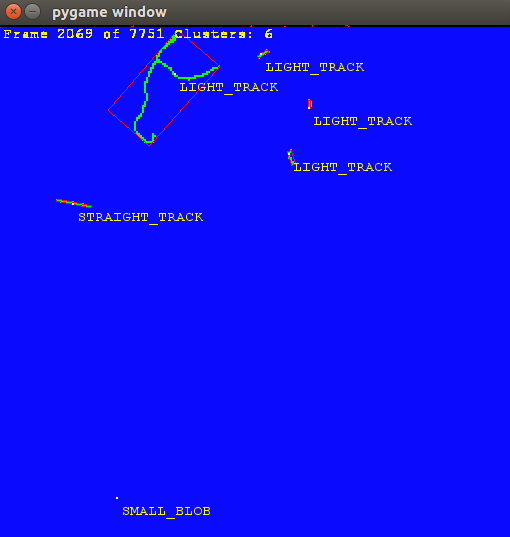 pygame window
Frame 2069 of 7751 Clusters: 6
LIGHT_TRACK
LIGHT_TRACK
LIGHT_TRACK
LIGHT_TRACK
STRAIGHT_TRACK
SMALL_BLOB